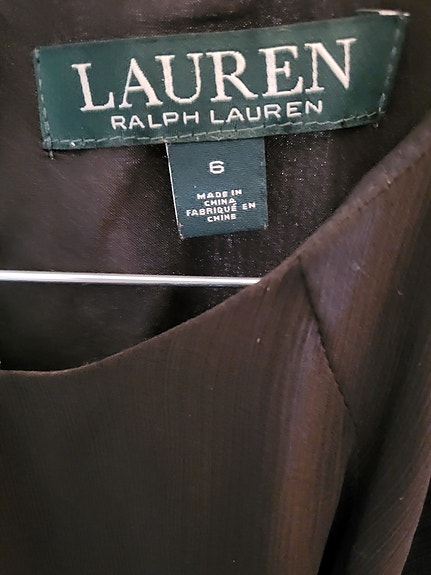 LAUREN
RALPH LAUREN
6
MADE IN
CHINA
FABRIQUÉ EN
CHINE